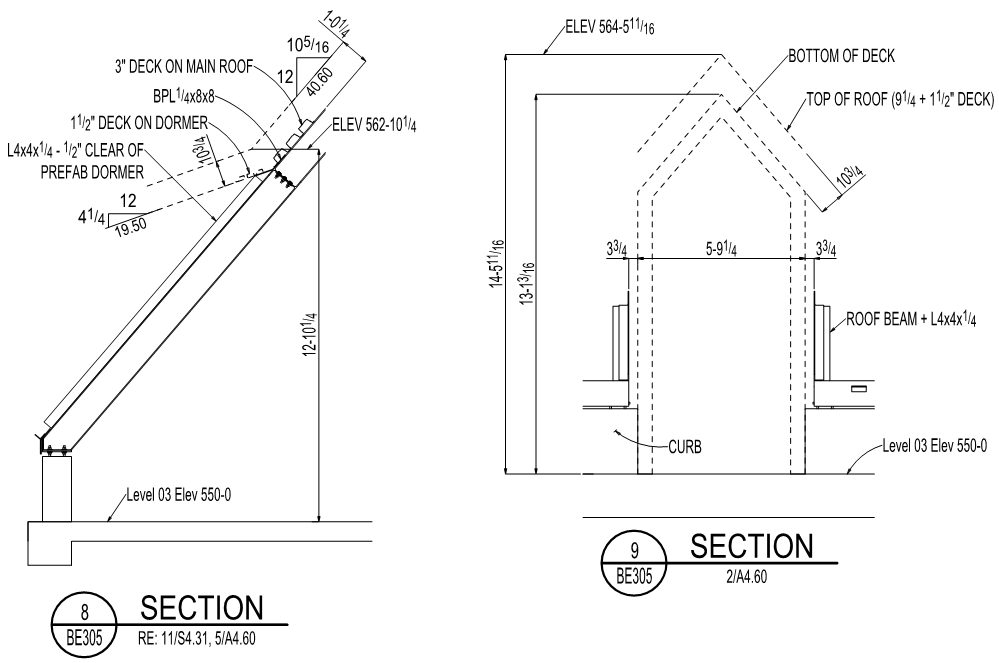 1-0 1/4
10 5/16
12
40.60
3" DECK ON MAIN ROOF
BPL1/4x8x8
1 1/2" DECK ON DORMER
ELEV 562-10 1/4
10 3/4
L4x4x1/4 - 1/2" CLEAR OF
PREFAB DORMER
12
4 1/4
19.50
12-10 1/4
Level 03 Elev 550-0
8
BE305
SECTION
RE: 11/S4.31, 5/A4.60
ELEV 564-5 11/16
BOTTOM OF DECK
TOP OF ROOF (9 1/4 + 1 1/2" DECK)
10 3/4
14-5 11/16
13-1 3/16
3 3/4
5-9 1/4
3 3/4
ROOF BEAM + L4x4x1/4
CURB
Level 03 Elev 550-0
9
BE305
SECTION
2/A4.60